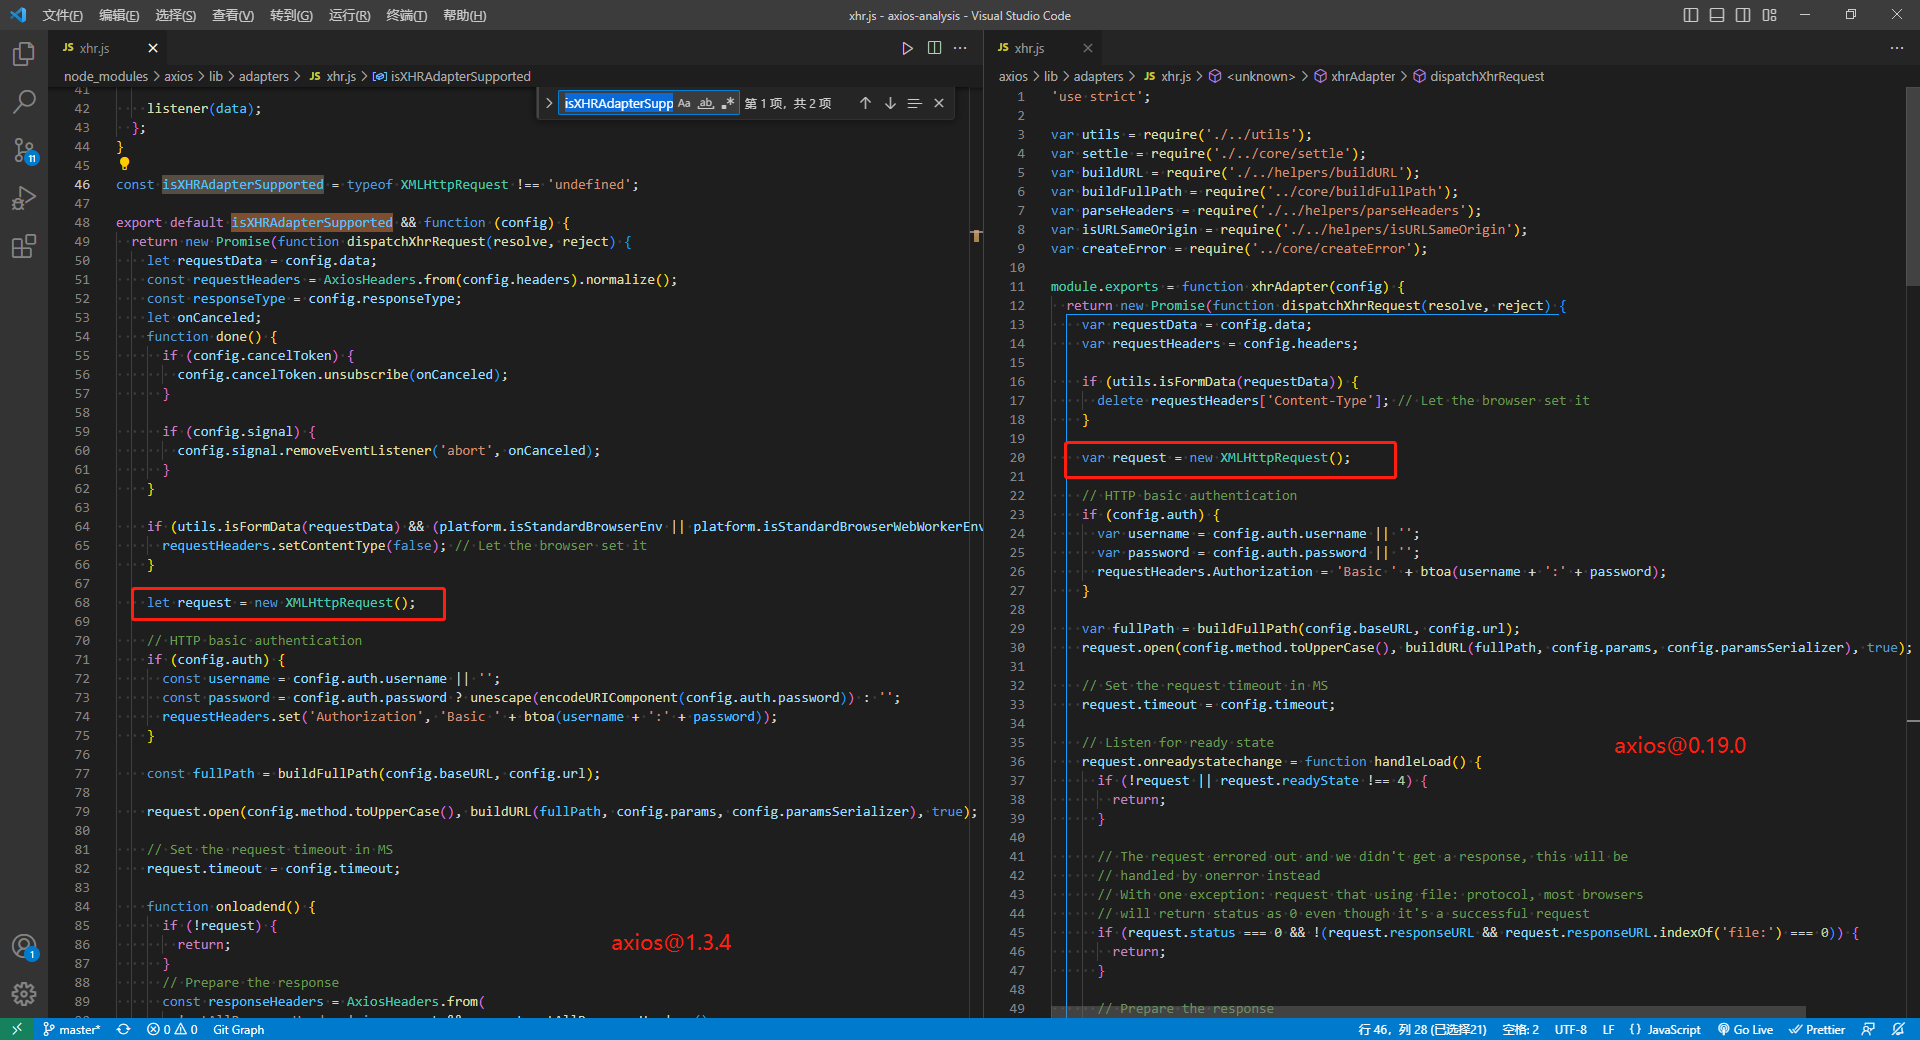 文件(F) 编辑(E) 选择(S) 查看(V) 转到(G) 运行(R) 终端(T) 帮助(H)
xhr.js - axios-analysis - Visual Studio Code
JS xhr.js
node_modules > axios > lib > adapters > JS xhr.js > isXHRAdapterSupported
isXHRAdapterSupp Aa ab .* 第 1 项，共 2 项
41
42 listener(data);
43 };
44 }
45
46 const isXHRAdapterSupported = typeof XMLHttpRequest !== 'undefined';
47
48 export default isXHRAdapterSupported && function (config) {
49 return new Promise(function dispatchXhrRequest(resolve, reject) {
50 let requestData = config.data;
51 const requestHeaders = AxiosHeaders.from(config.headers).normalize();
52 const responseType = config.responseType;
53 let onCanceled;
54 function done() {
55 if (config.cancelToken) {
56 config.cancelToken.unsubscribe(onCanceled);
57 }
58
59 if (config.signal) {
60 config.signal.removeEventListener('abort', onCanceled);
61 }
62 }
63
64 if (utils.isFormData(requestData) && (platform.isStandardBrowserEnv || platform.isStandardBrowserWebWorkerEnv
65 requestHeaders.setContentType(false); // Let the browser set it
66 }
67
68 let request = new XMLHttpRequest();
69
70 // HTTP basic authentication
71 if (config.auth) {
72 const username = config.auth.username || '';
73 const password = config.auth.password ? unescape(encodeURIComponent(config.auth.password)) : '';
74 requestHeaders.set('Authorization', 'Basic ' + btoa(username + ':' + password));
75 }
76
77 const fullPath = buildFullPath(config.baseURL, config.url);
78
79 request.open(config.method.toUpperCase(), buildURL(fullPath, config.params, config.paramsSerializer), true);
80
81 // Set the request timeout in MS
82 request.timeout = config.timeout;
83
84 function onloadend() {
85 if (!request) {
86 return;
87 }
88 // Prepare the response
89 const responseHeaders = AxiosHeaders.from(
axios@1.3.4
JS xhr.js
axios > lib > adapters > JS xhr.js > <unknown> > xhrAdapter > dispatchXhrRequest
1 'use strict';
2
3 var utils = require('./../utils');
4 var settle = require('./../core/settle');
5 var buildURL = require('./../helpers/buildURL');
6 var buildFullPath = require('../core/buildFullPath');
7 var parseHeaders = require('./../helpers/parseHeaders');
8 var isURLSameOrigin = require('./../helpers/isURLSameOrigin');
9 var createError = require('../core/createError');
10
11 module.exports = function xhrAdapter(config) {
12 return new Promise(function dispatchXhrRequest(resolve, reject) {
13 var requestData = config.data;
14 var requestHeaders = config.headers;
15
16 if (utils.isFormData(requestData)) {
17 delete requestHeaders['Content-Type']; // Let the browser set it
18 }
19
20 var request = new XMLHttpRequest();
21
22 // HTTP basic authentication
23 if (config.auth) {
24 var username = config.auth.username || '';
25 var password = config.auth.password || '';
26 requestHeaders.Authorization = 'Basic ' + btoa(username + ':' + password);
27 }
28
29 var fullPath = buildFullPath(config.baseURL, config.url);
30 request.open(config.method.toUpperCase(), buildURL(fullPath, config.params, config.paramsSerializer), true);
31
32 // Set the request timeout in MS
33 request.timeout = config.timeout;
34
35 // Listen for ready state
36 request.onreadystatechange = function handleLoad() {
37 if (!request || request.readyState !== 4) {
38 return;
39 }
40
41 // The request errored out and we didn't get a response, this will be
42 // handled by onerror instead
43 // With one exception: request that using file: protocol, most browsers
44 // will return status as 0 even though it's a successful request
45 if (request.status === 0 && !(request.responseURL && request.responseURL.indexOf('file:') === 0)) {
46 return;
47 }
48
49 // Prepare the response
axios@0.19.0
11
1
master* 0 0 Git Graph
行 46，列 28 (已选择21) 空格: 2 UTF-8 LF {} JavaScript Go Live Prettier